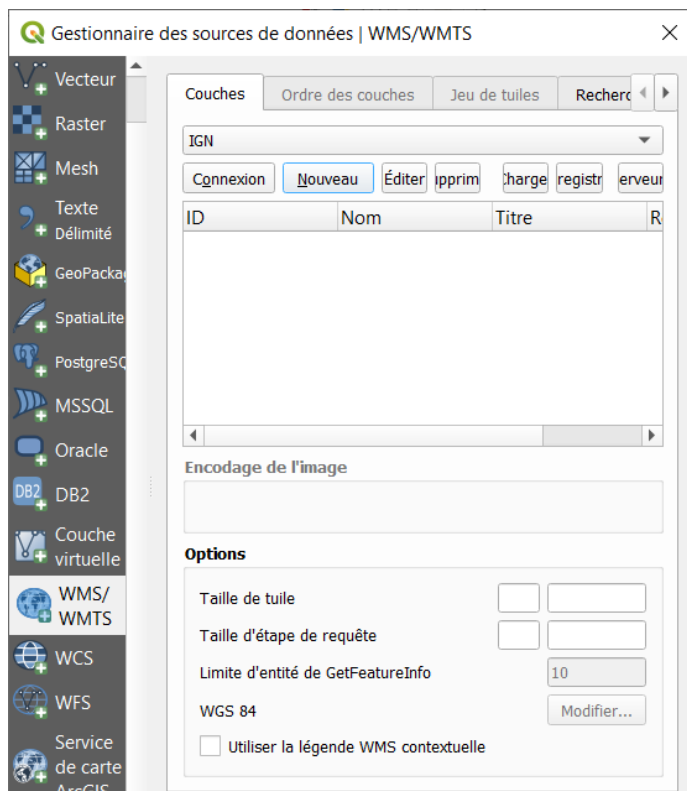 Gestionnaire des sources de données | WMS/WMTS
Vecteur
Raster
Mesh
Texte
Délimité
GeoPacka
SpatiaLite
PostgreSQ
MSSQL
Oracle
DB2
DB2
Couche
virtuelle
WMS/
WMTS
WCS
WFS
Service
de carte
ArcGIS
Couches
Ordre des couches
Jeu de tuiles
Recherc
IGN
Connexion
Nouveau
Éditer
upprim
harge
registr
erveur
ID
Nom
Titre
R
Encodage de l'image
Options
Taille de tuile
Taille d'étape de requête
Limite d'entité de GetFeatureInfo
10
WGS 84
Modifier...
Utiliser la légende WMS contextuelle